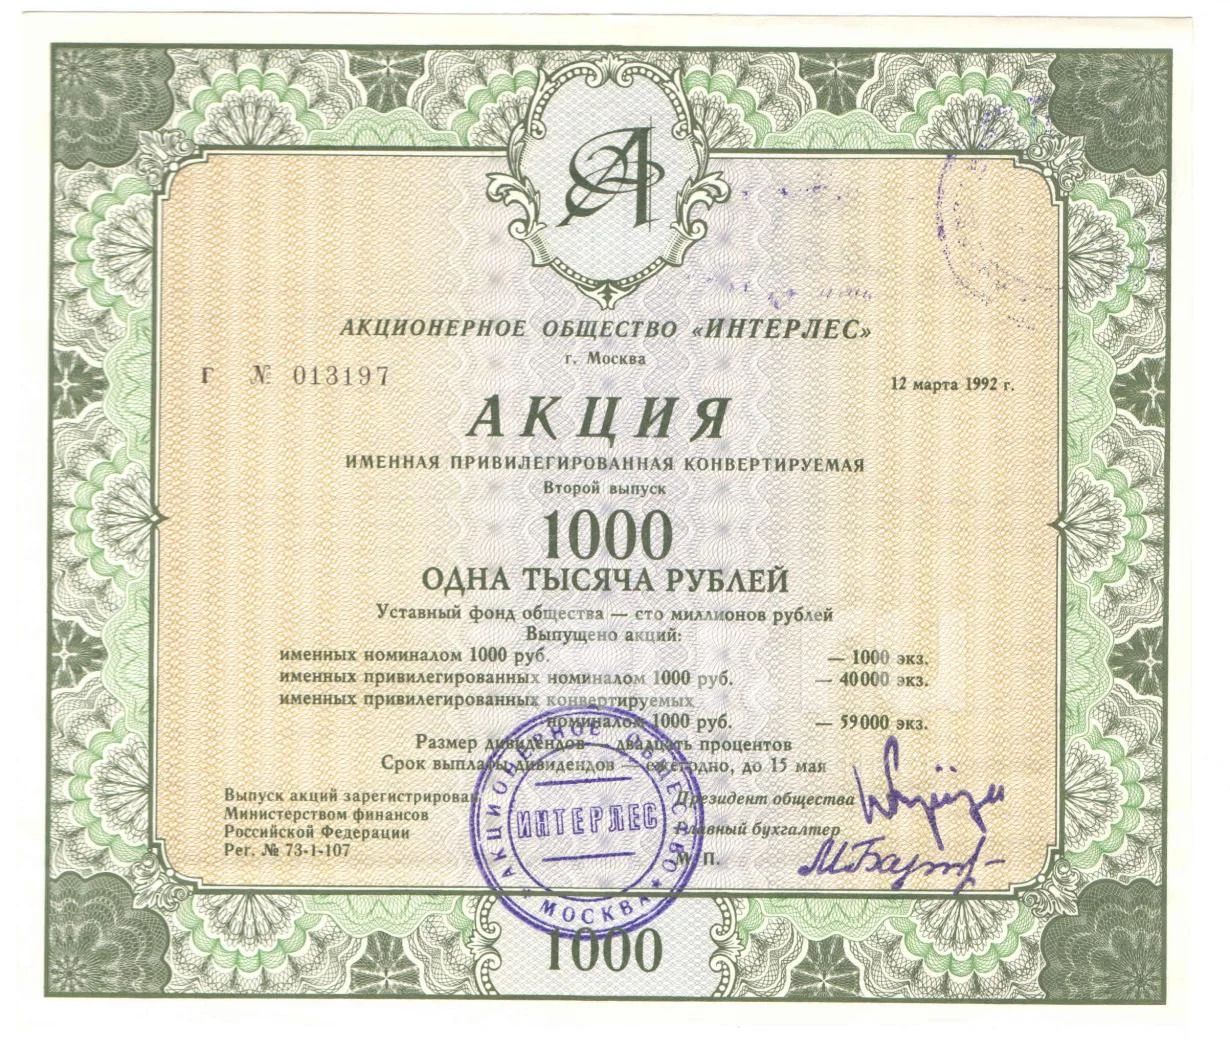 А
АКЦИОНЕРНОЕ ОБЩЕСТВО «ИНТЕРЛЕС»
г. Москва
Г № 013197
12 марта 1992 г.
АКЦИЯ
ИМЕННАЯ ПРИВИЛЕГИРОВАННАЯ КОНВЕРТИРУЕМАЯ
Второй выпуск
1000
ОДНА ТЫСЯЧА РУБЛЕЙ
Уставный фонд общества — сто миллионов рублей
Выпущено акций:
именных номиналом 1000 руб. — 1000 экз.
именных привилегированных номиналом 1000 руб. — 40000 экз.
именных привилегированных конвертируемых
номиналом 1000 руб. — 59000 экз.
Размер дивидендов — двадцать процентов
Срок выплаты дивидендов — ежегодно, до 15 мая
Выпуск акций зарегистрирован
Министерством финансов
Российской Федерации
Рег. № 73-1-107
Президент общества
Главный бухгалтер
М. П.
АКЦИОНЕРНОЕ ОБЩЕСТВО
ИНТЕРЛЕС
* МОСКВА *
1000